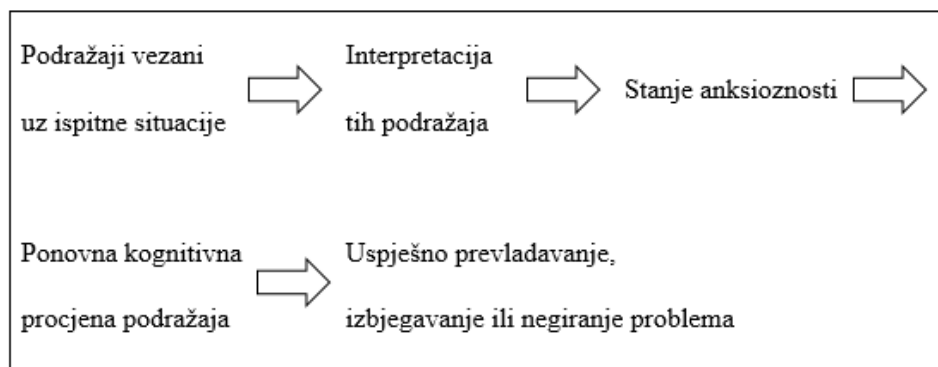 Podražaji vezani
uz ispitne situacije
Interpretacija
tih podražaja
Stanje anksioznosti
Ponovna kognitivna
procjena podražaja
Uspješno prevladavanje,
izbjegavanje ili negiranje problema